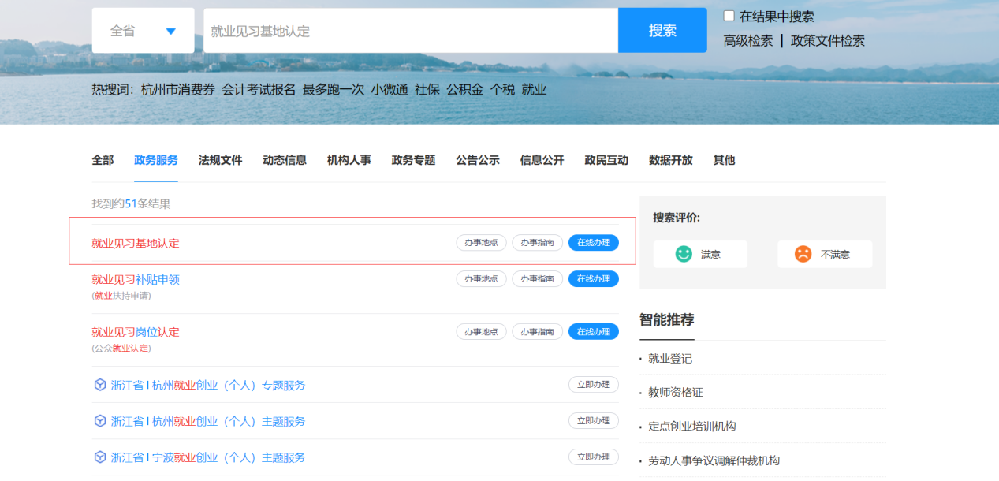 全省 就业见习基地认定 搜索 在结果中搜索
高级检索 | 政策文件检索
热搜词: 杭州市消费券 会计考试报名 最多跑一次 小微通 社保 公积金 个税 就业
全部 政务服务 法规文件 动态信息 机构人事 政务专题 公告公示 信息公开 政民互动 数据开放 其他
找到约51条结果
就业见习基地认定 办事地点 办事指南 在线办理
就业见习补贴申领 办事地点 办事指南 在线办理
(就业扶持申请)
就业见习岗位认定 办事地点 办事指南 在线办理
(公众就业认定)
浙江省 | 杭州就业创业（个人）专题服务 立即办理
浙江省 | 杭州就业创业（个人）主题服务 立即办理
浙江省 | 宁波就业创业（个人）主题服务 立即办理
搜索评价:
满意 不满意
智能推荐
· 就业登记
· 教师资格证
· 定点创业培训机构
· 劳动人事争议调解仲裁机构